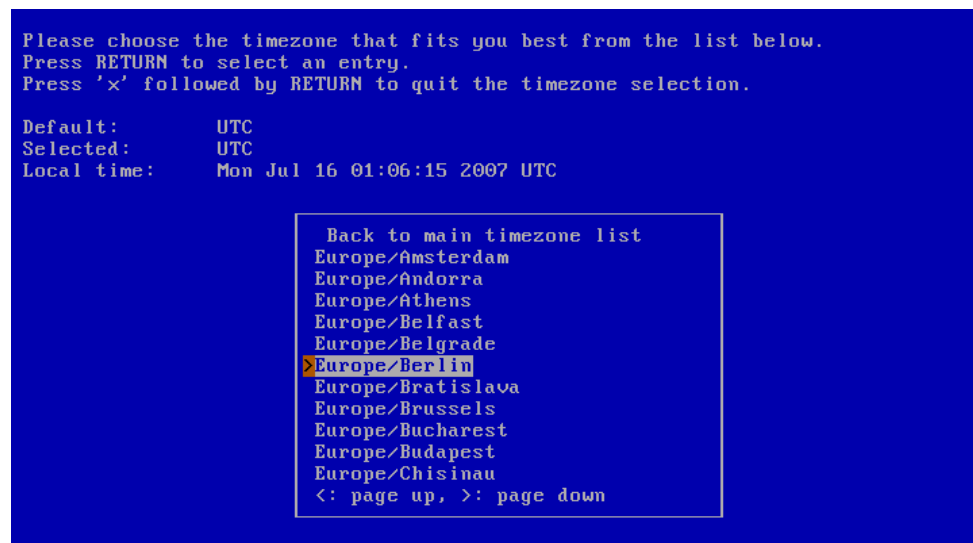 Please choose the timezone that fits you best from the list below.
Press RETURN to select an entry.
Press 'x' followed by RETURN to quit the timezone selection.
Default: UTC
Selected: UTC
Local time: Mon Jul 16 01:06:15 2007 UTC
Back to main timezone list
Europe/Amsterdam
Europe/Andorra
Europe/Athens
Europe/Belfast
Europe/Belgrade
>Europe/Berlin
Europe/Bratislava
Europe/Brussels
Europe/Bucharest
Europe/Budapest
Europe/Chisinau
<: page up, >: page down